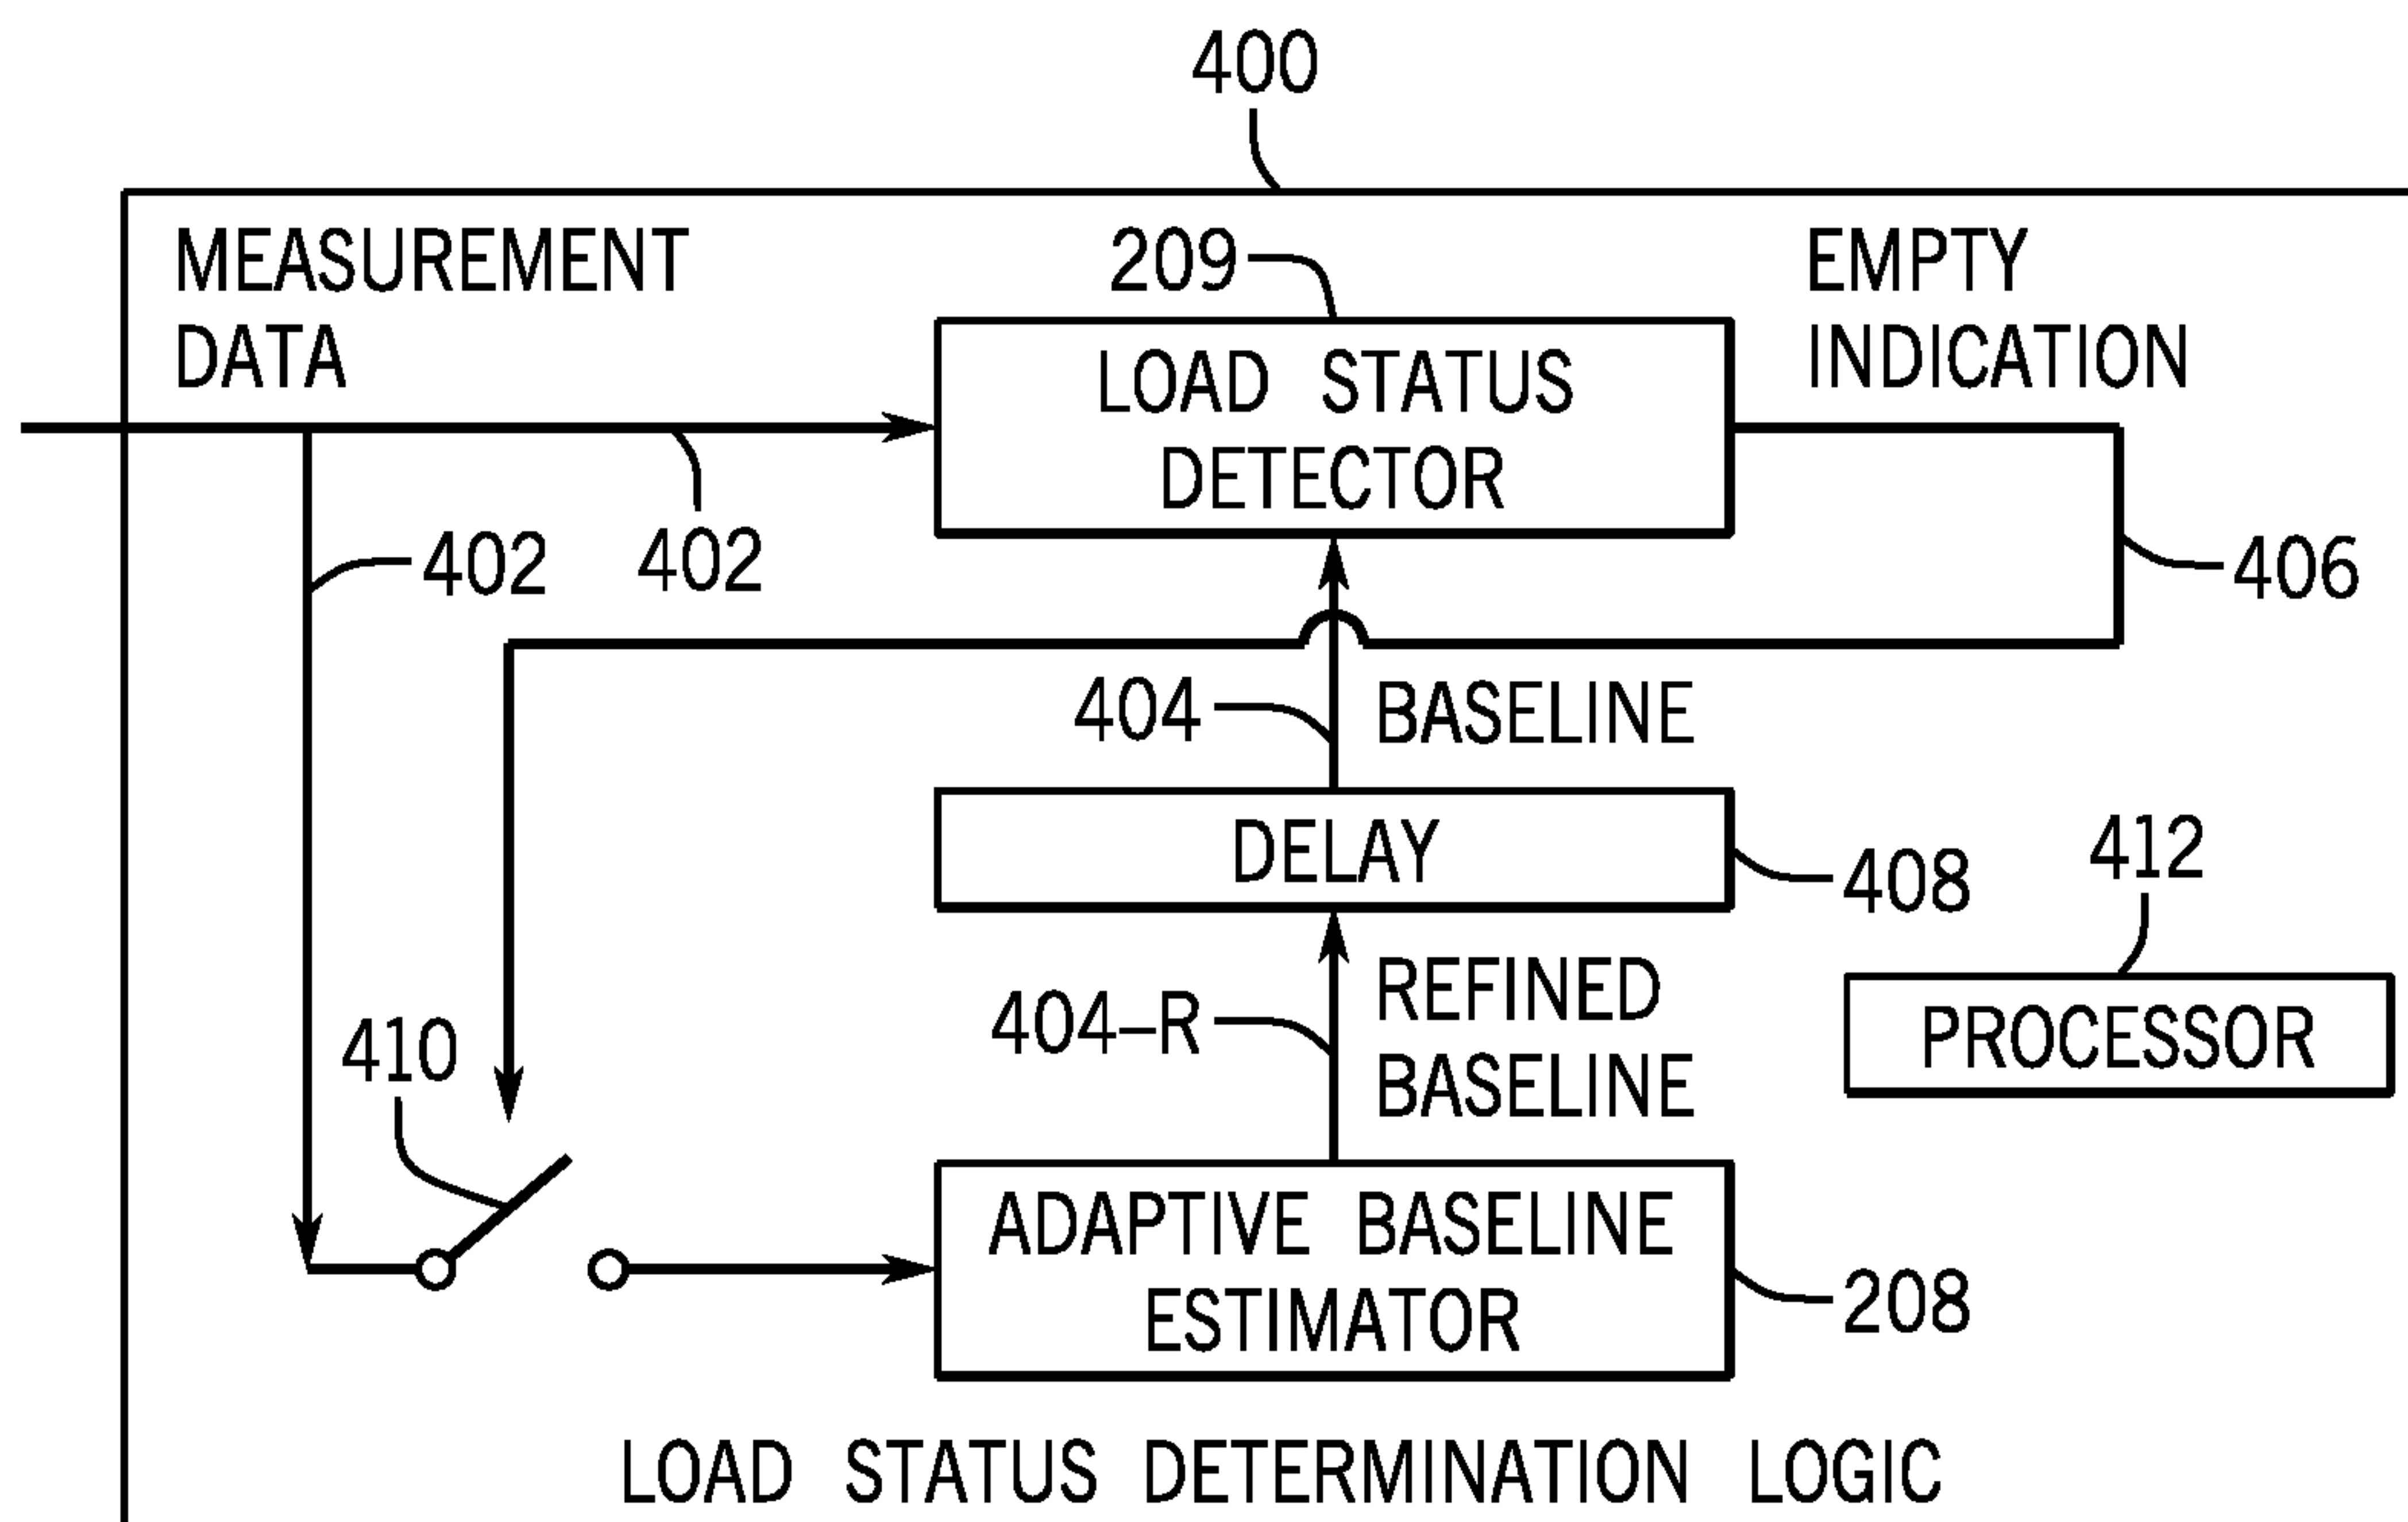 400
MEASUREMENT
DATA
209
EMPTY
INDICATION
LOAD STATUS
DETECTOR
402
402
406
404
BASELINE
DELAY
408
412
404-R
REFINED
BASELINE
PROCESSOR
410
ADAPTIVE BASELINE
ESTIMATOR
208
LOAD STATUS DETERMINATION LOGIC